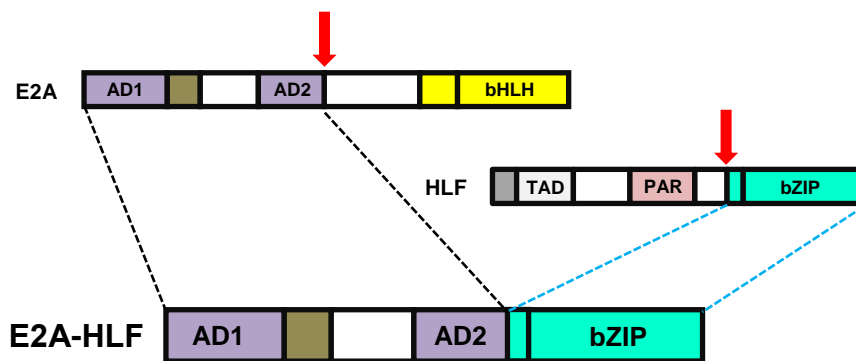 E2A AD1 AD2 bHLH
HLF TAD PAR bZIP
E2A-HLF AD1 AD2 bZIP